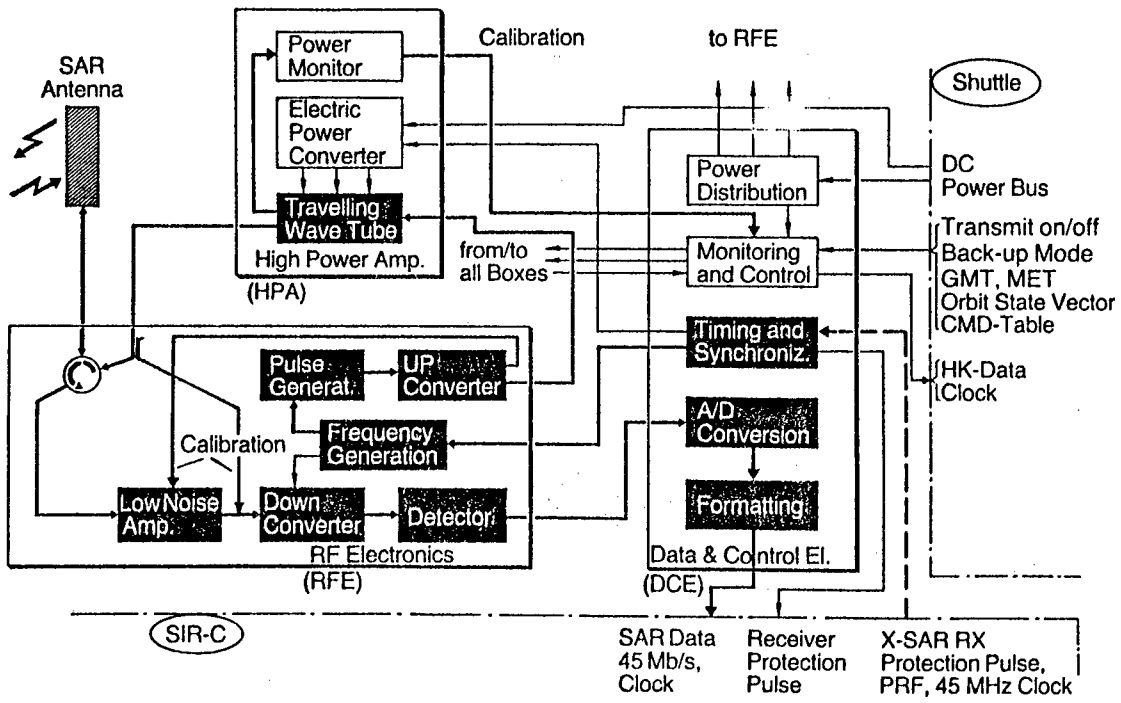 SAR
Antenna
Power
Monitor
Electric
Power
Converter
Travelling
Wave Tube
High Power Amp.
(HPA)
Calibration
to RFE
Shuttle
DC
Power Bus
Power
Distribution
Transmit on/off
Back-up Mode
GMT, MET
Orbit State Vector
CMD-Table
from/to
all Boxes
Monitoring
and Control
Timing and
Synchroniz.
HK-Data
Clock
Pulse
Generat.
UP
Converter
Frequency
Generation
Calibration
A/D
Conversion
Low Noise
Amp.
Down
Converter
Detector
Formatting
RF Electronics
(RFE)
Data & Control El.
(DCE)
SIR-C
SAR Data
45 Mb/s,
Clock
Receiver
Protection
Pulse
X-SAR RX
Protection Pulse,
PRF, 45 MHz Clock